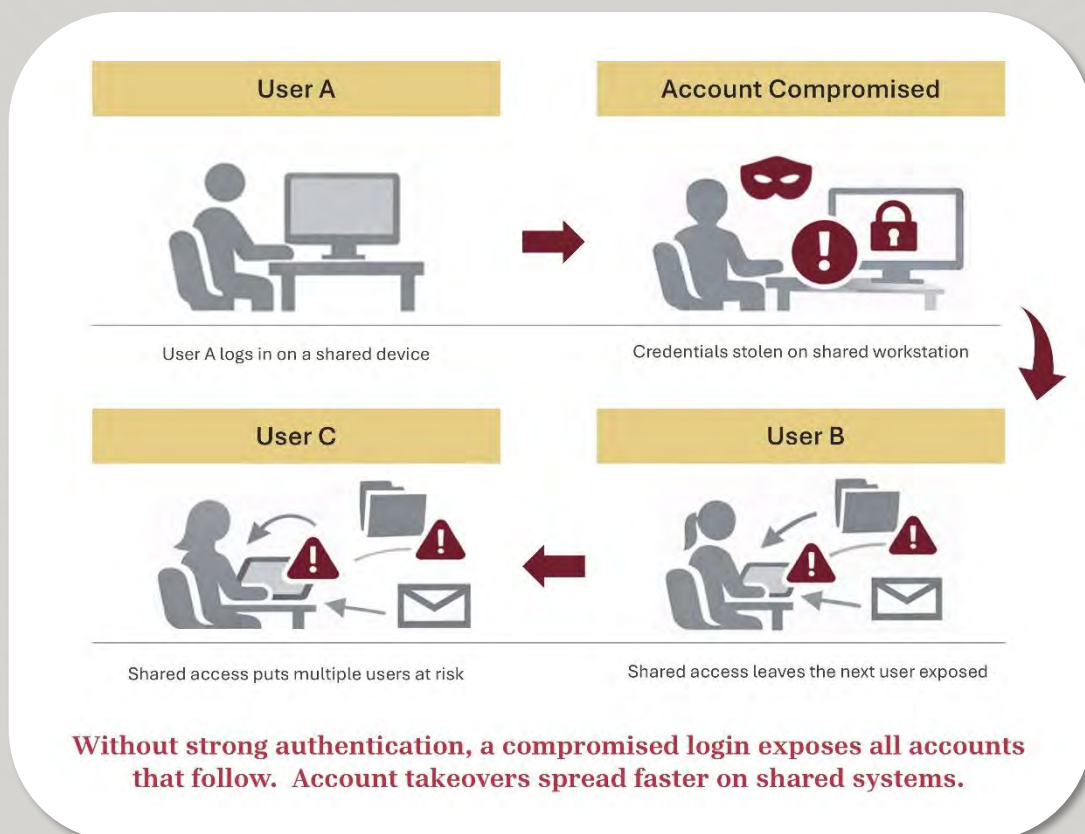 User A
Account Compromised
User A logs in on a shared device
Credentials stolen on shared workstation
User C
User B
Shared access puts multiple users at risk
Shared access leaves the next user exposed
Without strong authentication, a compromised login exposes all accounts
that follow.  Account takeovers spread faster on shared systems.